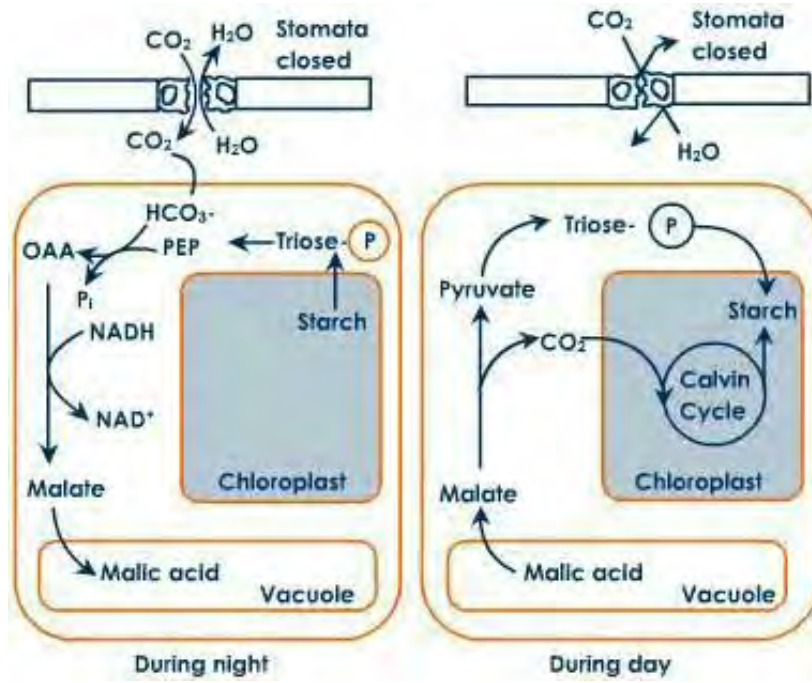 CO₂
H₂O
Stomata
closed
CO₂
H₂O
HCO₃-
OAA
PEP
Triose- P
Pi
Starch
NADH
NAD⁺
Chloroplast
Malate
Malic acid
Vacuole
During night
CO₂
Stomata
closed
H₂O
Triose- P
Pyruvate
Starch
CO₂
Calvin
Cycle
Chloroplast
Malate
Malic acid
Vacuole
During day